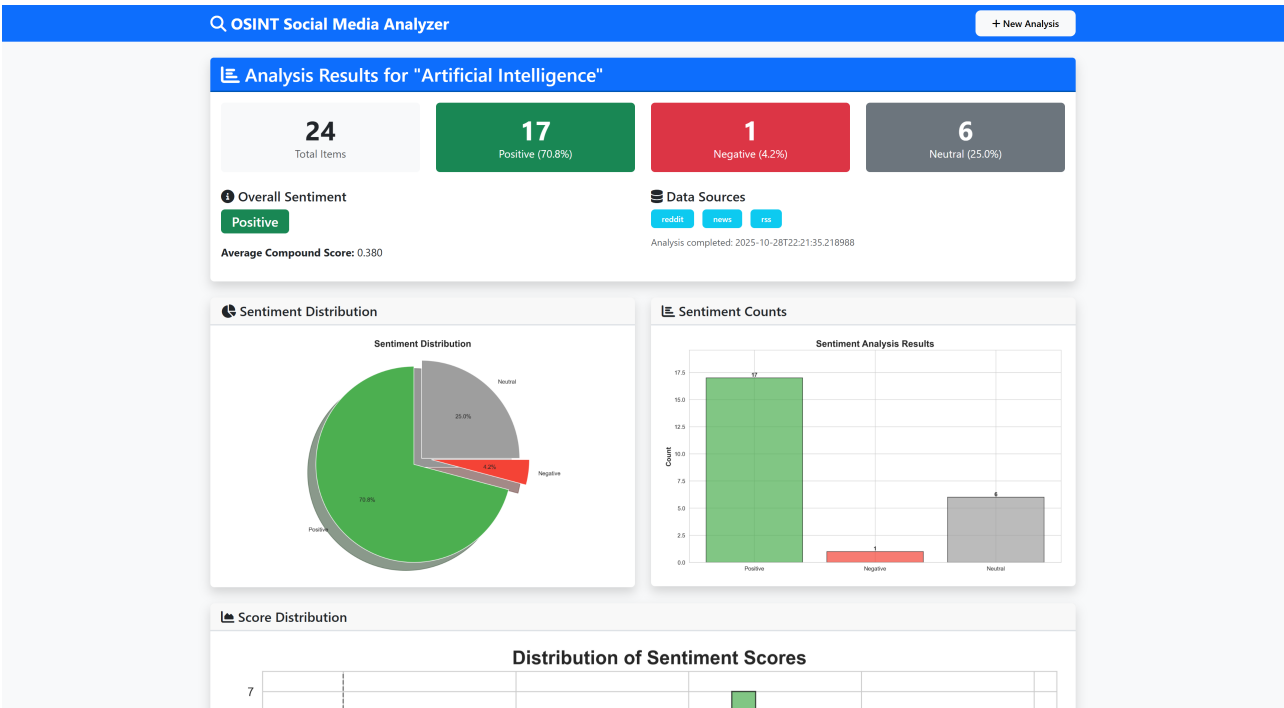 OSINT Social Media Analyzer
+ New Analysis
Analysis Results for "Artificial Intelligence"
24
Total Items
17
Positive (70.8%)
1
Negative (4.2%)
6
Neutral (25.0%)
Overall Sentiment
Positive
Average Compound Score: 0.380
Data Sources
reddit news rss
Analysis completed: 2025-10-28T22:21:35.218988
Sentiment Distribution
Sentiment Distribution
Neutral
25.0%
4.2%
Negative
70.8%
Positive
Sentiment Counts
Sentiment Analysis Results
17.5
15.0
12.5
10.0
7.5
5.0
2.5
0.0
Count
17
1
6
Positive Negative Neutral
Score Distribution
Distribution of Sentiment Scores
7